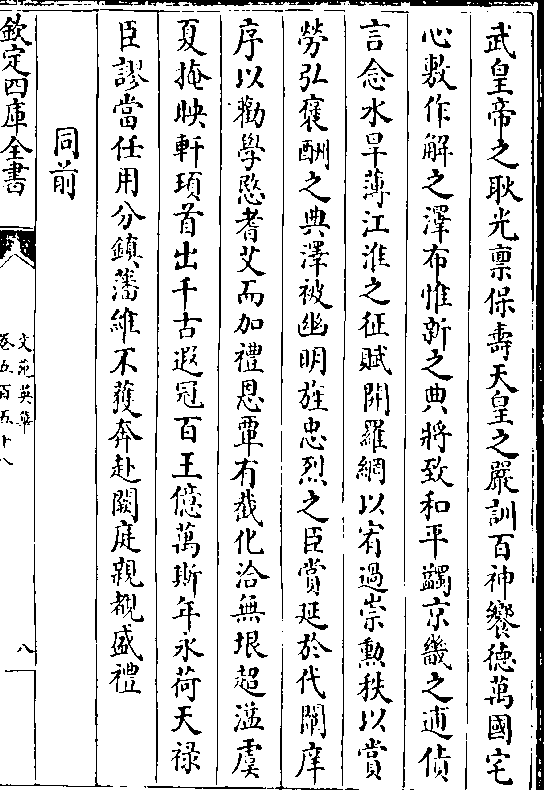 武皇帝之耿光禀保壽天皇之嚴訓百神饗德萬國宅
心敷作解之澤布惟新之典將致和平蠲京畿之逋債
言念水旱薄江淮之征賦開羅網以宥過崇勲秩以賞
勞弘褒酬之典澤被幽明旌忠烈之臣賞延於代闡庠
序以勸學愍耆艾而加禮恩覃有截化洽無垠超溢虞
夏掩映軒頊首出千古遐冠百王億萬斯年永荷天禄
臣謬當任用分鎮藩維不獲奔赴闕庭親覩盛禮
同前
欽定四庫全書
文苑英華
卷五百五十八
八